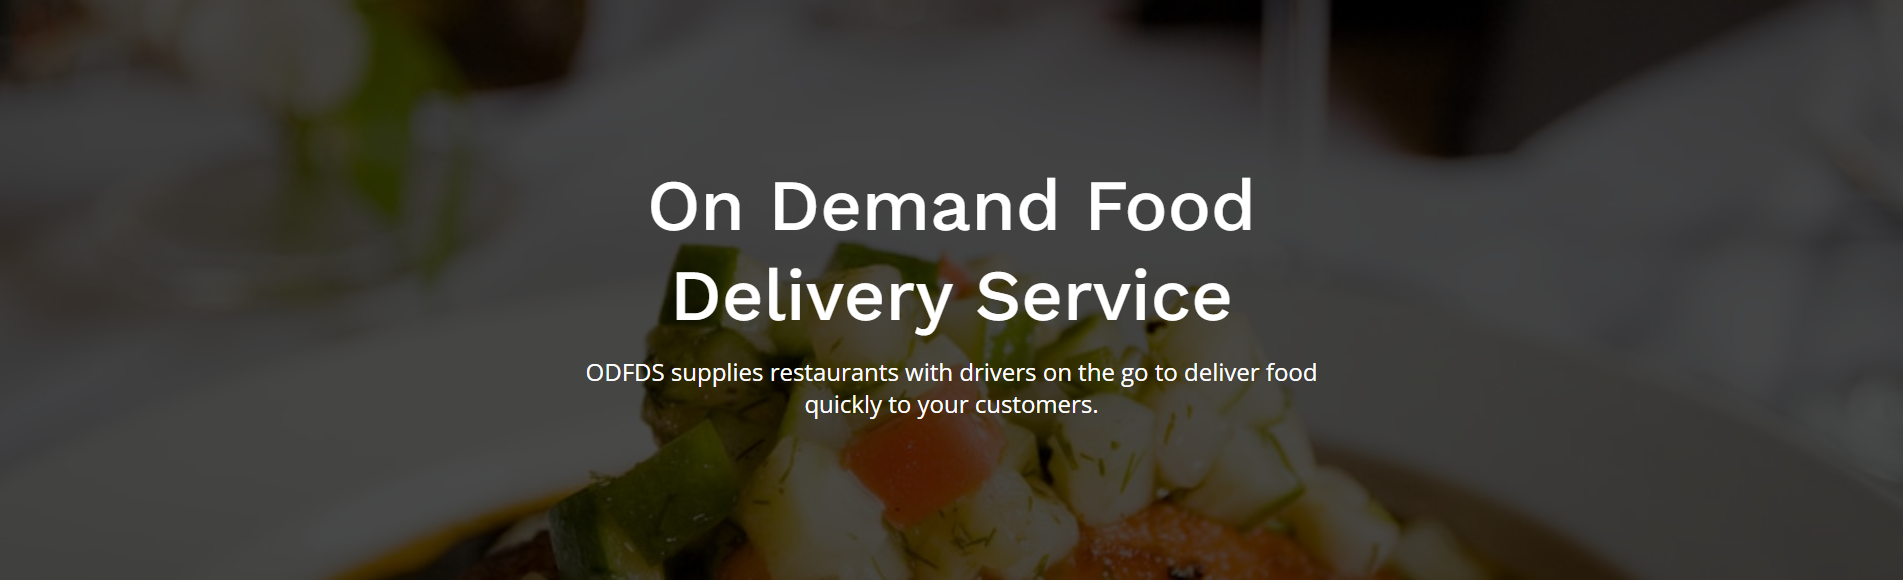 On Demand Food
Delivery Service
ODFDS supplies restaurants with drivers on the go to deliver food
quickly to your customers.